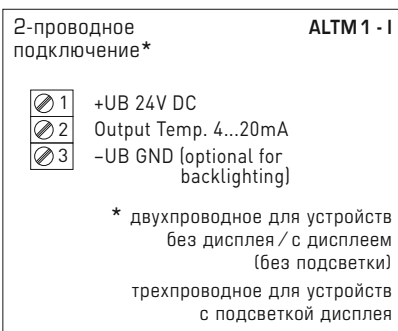 2-проводное ALTM 1 - I
подключение*
1 +UB 24V DC
2 Output Temp. 4...20mA
3 –UB GND (optional for
backlighting)
* двухпроводное для устройств
без дисплея / с дисплеем
(без подсветки)
трехпроводное для устройств
с подсветкой дисплея